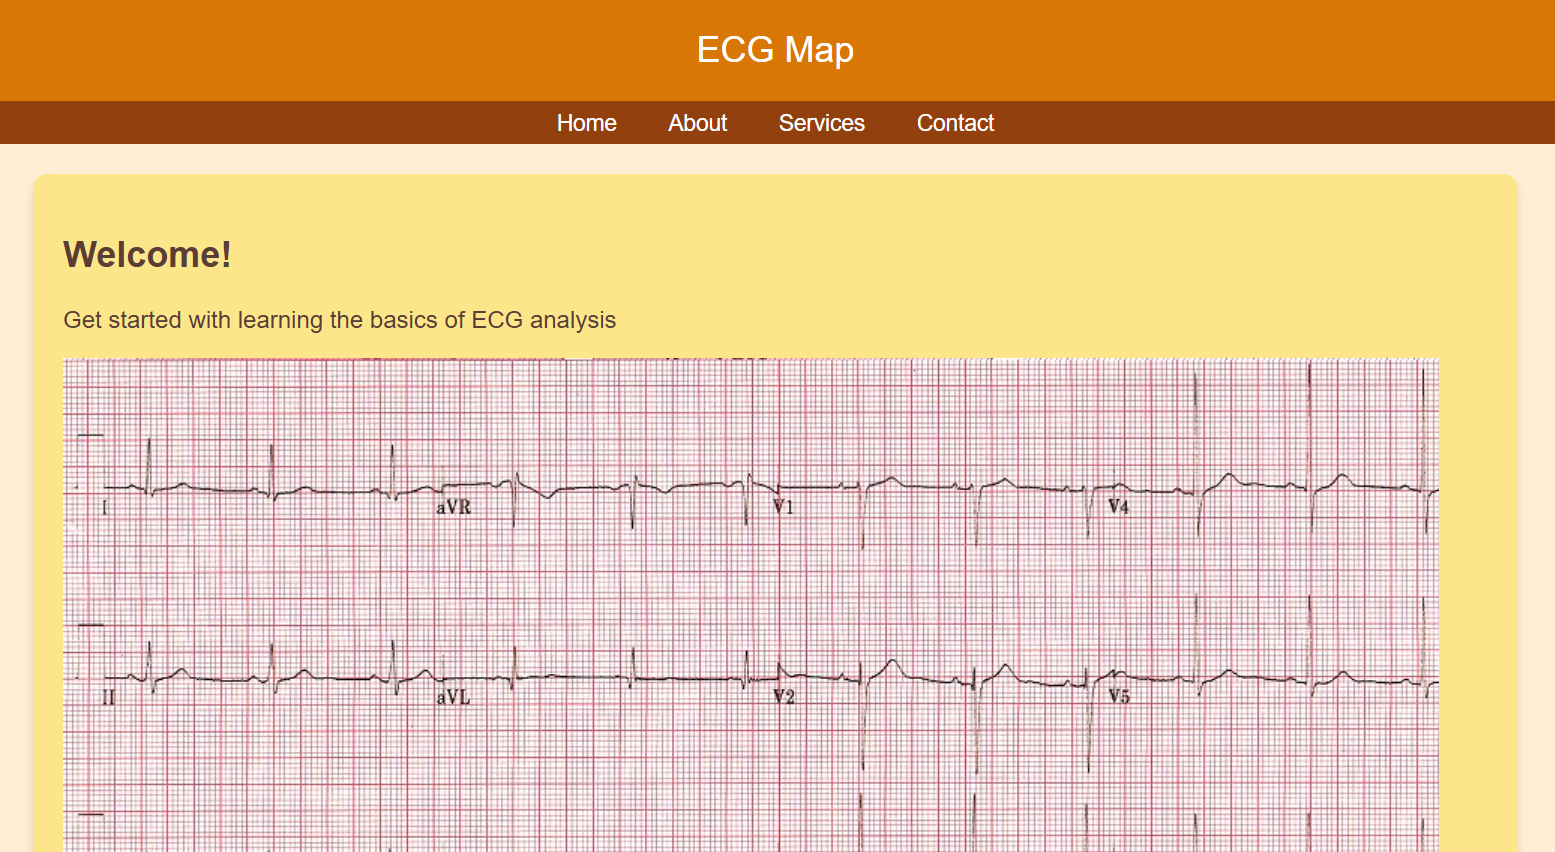 ECG Map
Home About Services Contact
Welcome!
Get started with learning the basics of ECG analysis
I aVR V1 V4
II aVL V2 V5